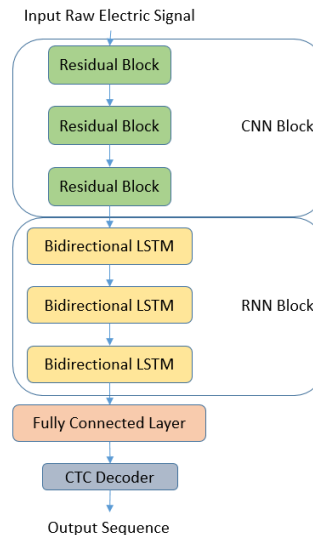 Input Raw Electric Signal
Residual Block
Residual Block
CNN Block
Residual Block
Bidirectional LSTM
Bidirectional LSTM
RNN Block
Bidirectional LSTM
Fully Connected Layer
CTC Decoder
Output Sequence